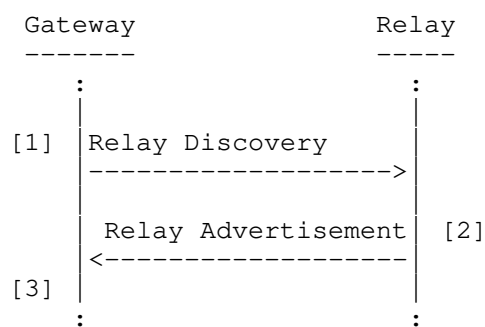 Gateway                  Relay
-------                  -----
   :                       :
   |                       |
[1] |Relay Discovery       |
   |------------------->|
   |                       |
   | Relay Advertisement| [2]
   |<-------------------|
[3] |                      |
   :                       :